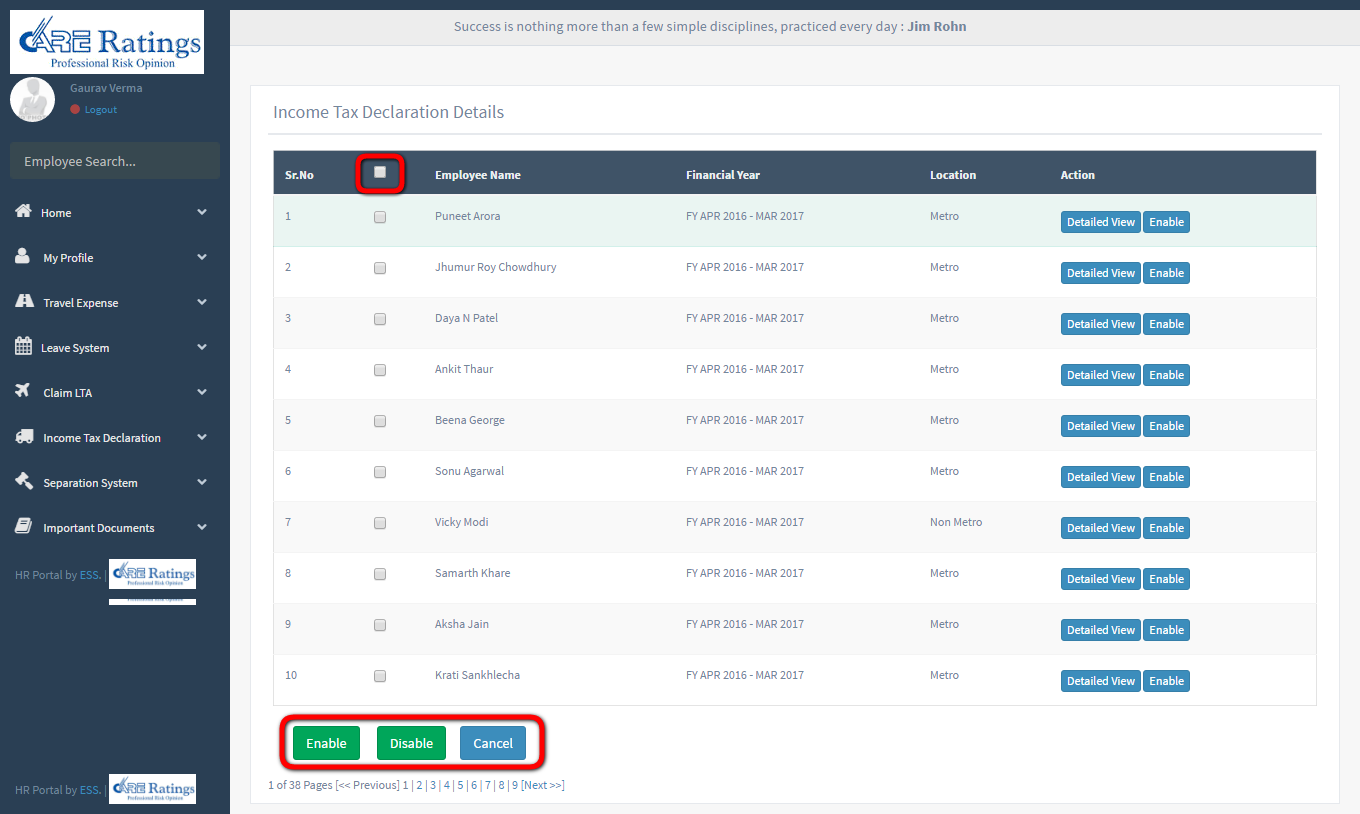 CARE Ratings
Professional Risk Opinion
Gaurav Verma
Logout
Employee Search...
Home
My Profile
Travel Expense
Leave System
Claim LTA
Income Tax Declaration
Separation System
Important Documents
HR Portal by ESS. | CARE Ratings
Professional Risk Opinion
Professional Risk Opinion
HR Portal by ESS. | CARE Ratings
Professional Risk Opinion
Success is nothing more than a few simple disciplines, practiced every day : Jim Rohn
Income Tax Declaration Details
Sr.No Employee Name Financial Year Location Action
1 Puneet Arora FY APR 2016 - MAR 2017 Metro Detailed View Enable
2 Jhumur Roy Chowdhury FY APR 2016 - MAR 2017 Metro Detailed View Enable
3 Daya N Patel FY APR 2016 - MAR 2017 Metro Detailed View Enable
4 Ankit Thaur FY APR 2016 - MAR 2017 Metro Detailed View Enable
5 Beena George FY APR 2016 - MAR 2017 Metro Detailed View Enable
6 Sonu Agarwal FY APR 2016 - MAR 2017 Metro Detailed View Enable
7 Vicky Modi FY APR 2016 - MAR 2017 Non Metro Detailed View Enable
8 Samarth Khare FY APR 2016 - MAR 2017 Metro Detailed View Enable
9 Aksha Jain FY APR 2016 - MAR 2017 Metro Detailed View Enable
10 Krati Sankhlecha FY APR 2016 - MAR 2017 Metro Detailed View Enable
Enable Disable Cancel
1 of 38 Pages [<< Previous] 1 | 2 | 3 | 4 | 5 | 6 | 7 | 8 | 9 [Next >>]